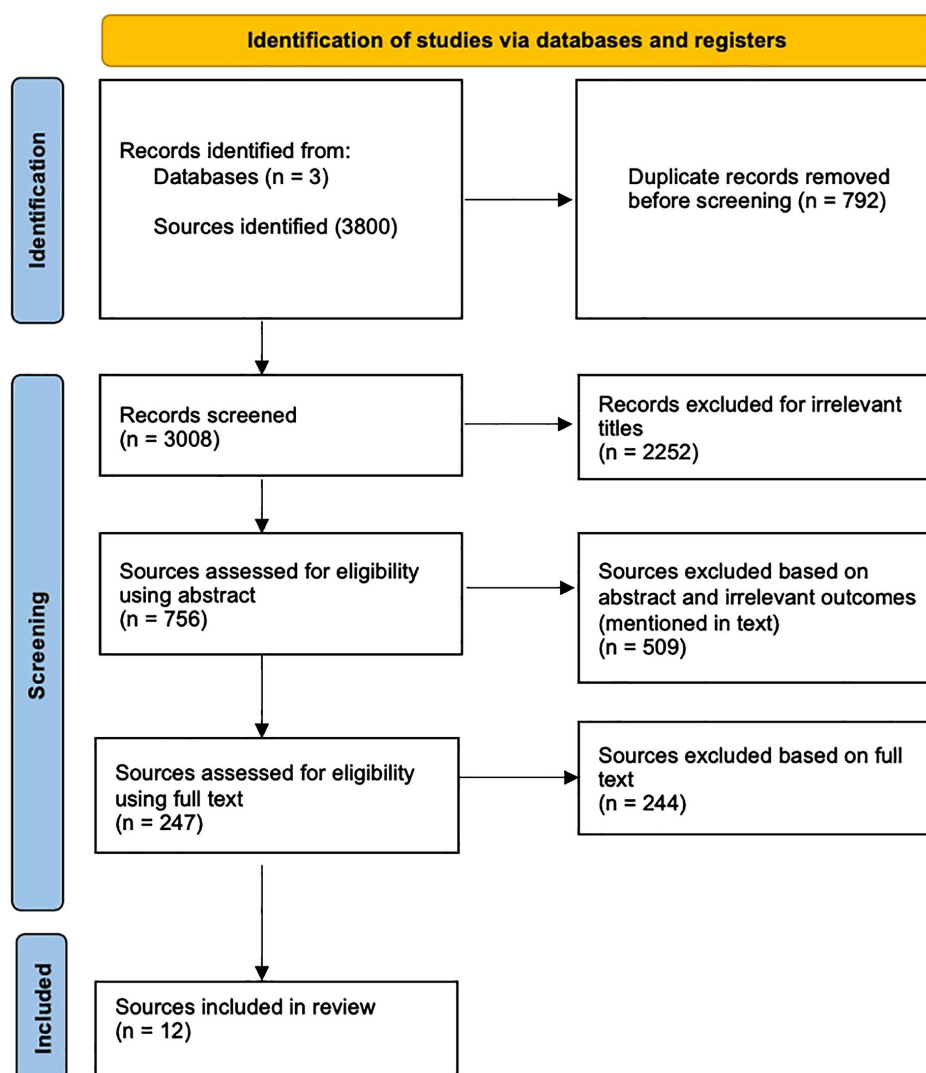 Identification of studies via databases and registers
Identification
Records identified from:
Databases (n = 3)
Sources identified (3800)
Duplicate records removed
before screening (n = 792)
Screening
Records screened
(n = 3008)
Records excluded for irrelevant
titles
(n = 2252)
Sources assessed for eligibility
using abstract
(n = 756)
Sources excluded based on
abstract and irrelevant outcomes
(mentioned in text)
(n = 509)
Sources assessed for eligibility
using full text
(n = 247)
Sources excluded based on full
text
(n = 244)
Included
Sources included in review
(n = 12)